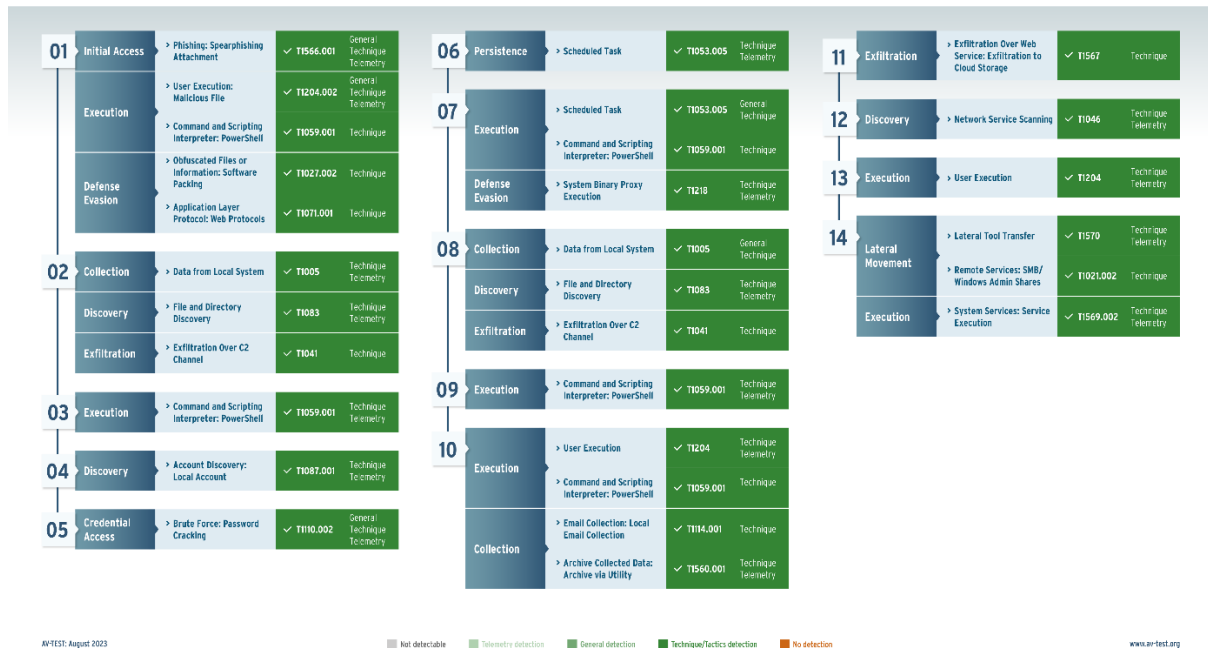 01
Initial Access
> Phishing: Spearphishing
Attachment
✓ T1566.001
General
Technique
Telemetry
Execution
> User Execution:
Malicious File
✓ T1204.002
General
Technique
Telemetry
> Command and Scripting
Interpreter: PowerShell
✓ T1059.001
Technique
Defense
Evasion
> Obfuscated Files or
Information: Software
Packing
✓ T1027.002
Technique
> Application Layer
Protocol: Web Protocols
✓ T1071.001
Technique
02
Collection
> Data from Local System
✓ T1005
Technique
Telemetry
Discovery
> File and Directory
Discovery
✓ T1083
Technique
Telemetry
Exfiltration
> Exfiltration Over C2
Channel
✓ T1041
Technique
03
Execution
> Command and Scripting
Interpreter: PowerShell
✓ T1059.001
Technique
Telemetry
04
Discovery
> Account Discovery:
Local Account
✓ T1087.001
Technique
Telemetry
05
Credential
Access
> Brute Force: Password
Cracking
✓ T1110.002
General
Technique
Telemetry
06
Persistence
> Scheduled Task
✓ T1053.005
Technique
Telemetry
07
Execution
> Scheduled Task
✓ T1053.005
General
Technique
> Command and Scripting
Interpreter: PowerShell
✓ T1059.001
Technique
Defense
Evasion
> System Binary Proxy
Execution
✓ T1218
Technique
Telemetry
08
Collection
> Data from Local System
✓ T1005
General
Technique
Discovery
> File and Directory
Discovery
✓ T1083
Technique
Telemetry
Exfiltration
> Exfiltration Over C2
Channel
✓ T1041
Technique
09
Execution
> Command and Scripting
Interpreter: PowerShell
✓ T1059.001
Technique
Telemetry
10
Execution
> User Execution
✓ T1204
Technique
Telemetry
> Command and Scripting
Interpreter: PowerShell
✓ T1059.001
Technique
Collection
> Email Collection: Local
Email Collection
✓ T1114.001
Technique
> Archive Collected Data:
Archive via Utility
✓ T1560.001
Technique
Telemetry
11
Exfiltration
> Exfiltration Over Web
Service: Exfiltration to
Cloud Storage
✓ T1567
Technique
12
Discovery
> Network Service Scanning
✓ T1046
Technique
Telemetry
13
Execution
> User Execution
✓ T1204
Technique
Telemetry
14
Lateral
Movement
> Lateral Tool Transfer
✓ T1570
Technique
Telemetry
> Remote Services: SMB/
Windows Admin Shares
✓ T1021.002
Technique
Execution
> System Services: Service
Execution
✓ T1569.002
Technique
Telemetry
AV-TEST: August 2023
Not detectable
Telemetry detection
General detection
Technique/Tactics detection
No detection
www.av-test.org